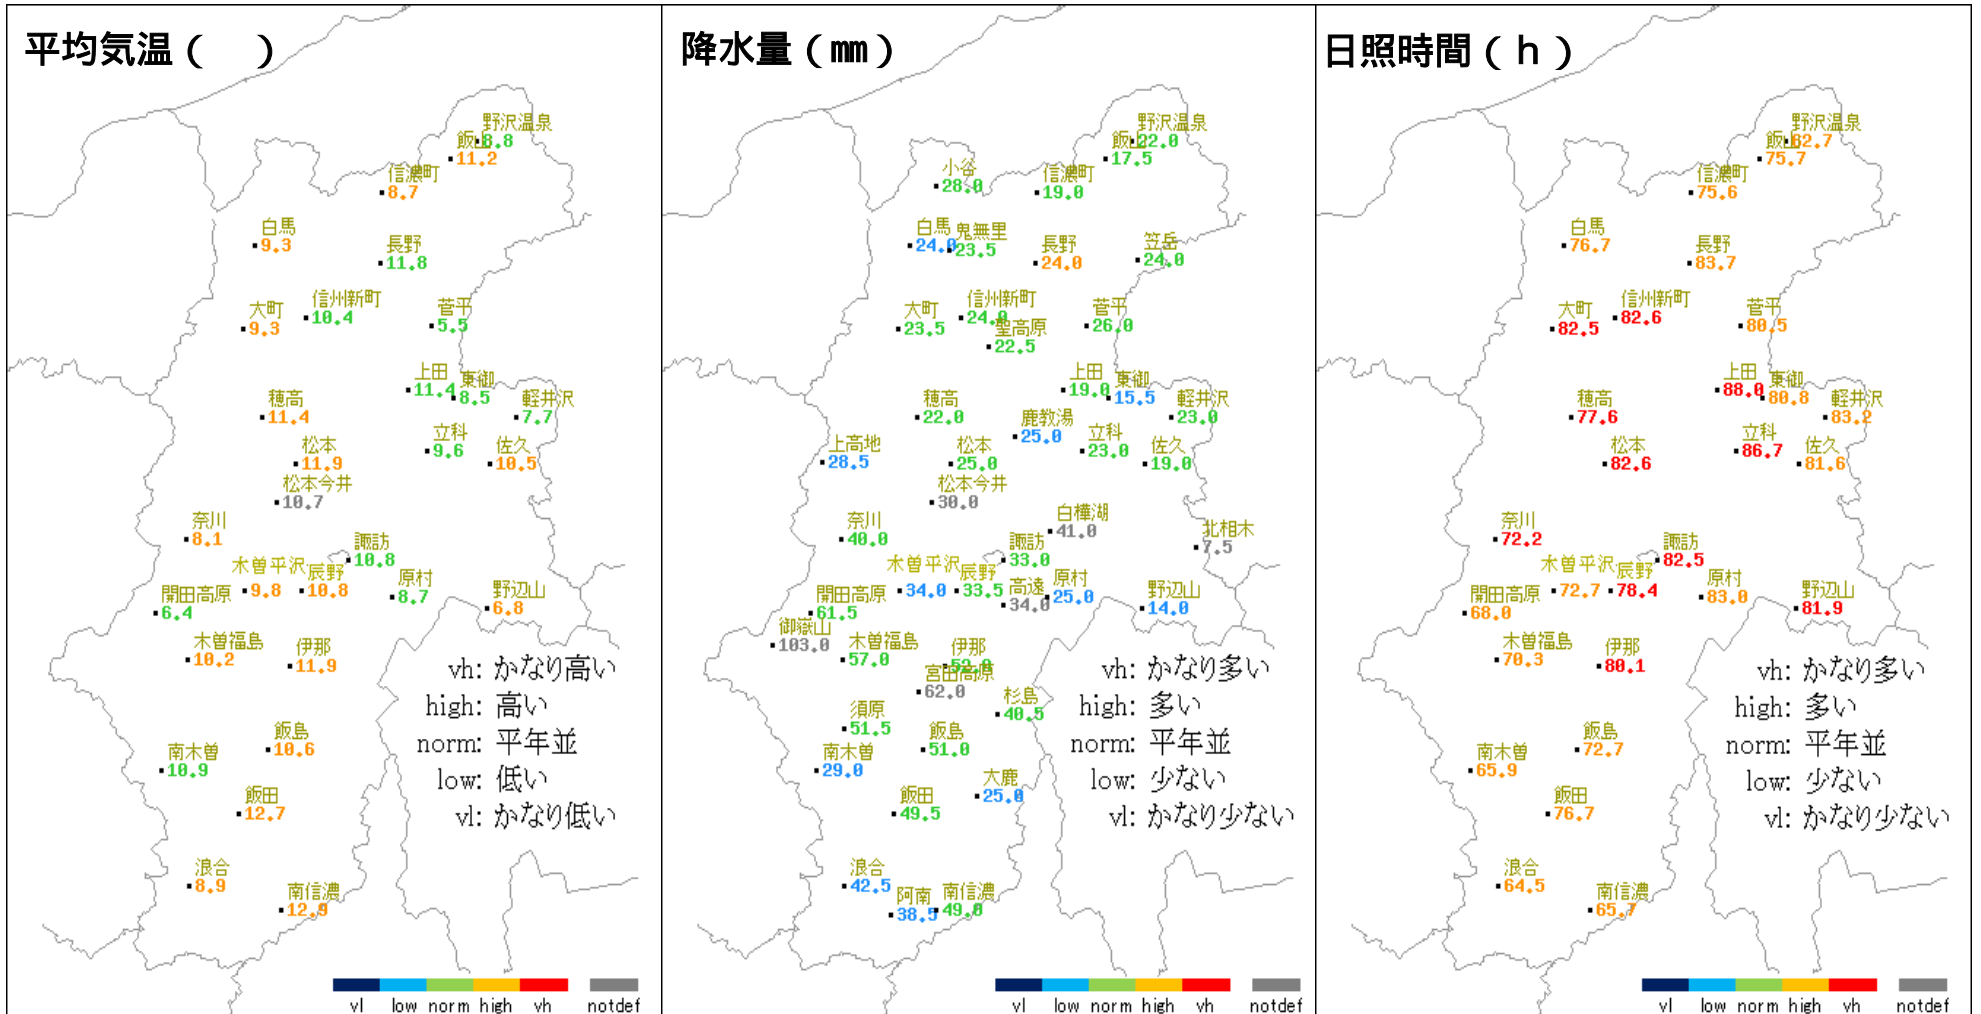 平均気温(　)
野沢温泉
8.8
飯山
11.2
信濃町
8.7
白馬
9.3
長野
11.8
信州新町
10.4
大町
9.3
菅平
5.5
上田
11.4
東御
8.5
軽井沢
7.7
穂高
11.4
立科
9.6
佐久
10.5
松本
11.9
松本今井
10.7
奈川
8.1
諏訪
10.8
木曽平沢
9.8
辰野
10.8
原村
8.7
開田高原
6.4
野辺山
6.8
木曽福島
10.2
伊那
11.9
飯島
10.6
南木曽
10.9
飯田
12.7
浪合
8.9
南信濃
12.9
vh: かなり高い
high: 高い
norm: 平年並
low: 低い
vl: かなり低い
vl low norm high vh notdef
降水量(㎜)
野沢温泉
22.0
飯山
17.5
小谷
28.0
信濃町
19.0
白馬
24.0
鬼無里
23.5
長野
24.0
笠岳
24.0
大町
23.5
信州新町
24.0
聖高原
22.5
菅平
26.0
上田
19.0
東御
15.5
軽井沢
23.0
穂高
22.0
鹿教湯
25.0
立科
23.0
佐久
19.0
上高地
28.5
松本
25.0
松本今井
30.0
白樺湖
41.0
北相木
7.5
奈川
40.0
諏訪
33.0
木曽平沢
34.0
辰野
33.5
高遠
34.0
原村
25.0
野辺山
14.0
開田高原
61.5
御嶽山
103.0
木曽福島
57.0
伊那
52.0
宮田高原
62.0
杉島
40.5
須原
51.5
飯島
51.0
南木曽
29.0
大鹿
25.0
飯田
49.5
浪合
42.5
阿南
38.5
南信濃
49.0
vh: かなり多い
high: 多い
norm: 平年並
low: 少ない
vl: かなり少ない
vl low norm high vh notdef
日照時間(h)
野沢温泉
62.7
飯山
75.7
信濃町
75.6
白馬
76.7
長野
83.7
信州新町
82.6
大町
82.5
菅平
80.5
上田
88.0
東御
80.8
軽井沢
83.2
穂高
77.6
立科
86.7
佐久
81.6
松本
82.6
奈川
72.2
諏訪
82.5
木曽平沢
72.7
辰野
78.4
原村
83.0
開田高原
68.0
野辺山
81.9
木曽福島
70.3
伊那
80.1
飯島
72.7
南木曽
65.9
飯田
76.7
浪合
64.5
南信濃
65.7
vh: かなり多い
high: 多い
norm: 平年並
low: 少ない
vl: かなり少ない
vl low norm high vh notdef